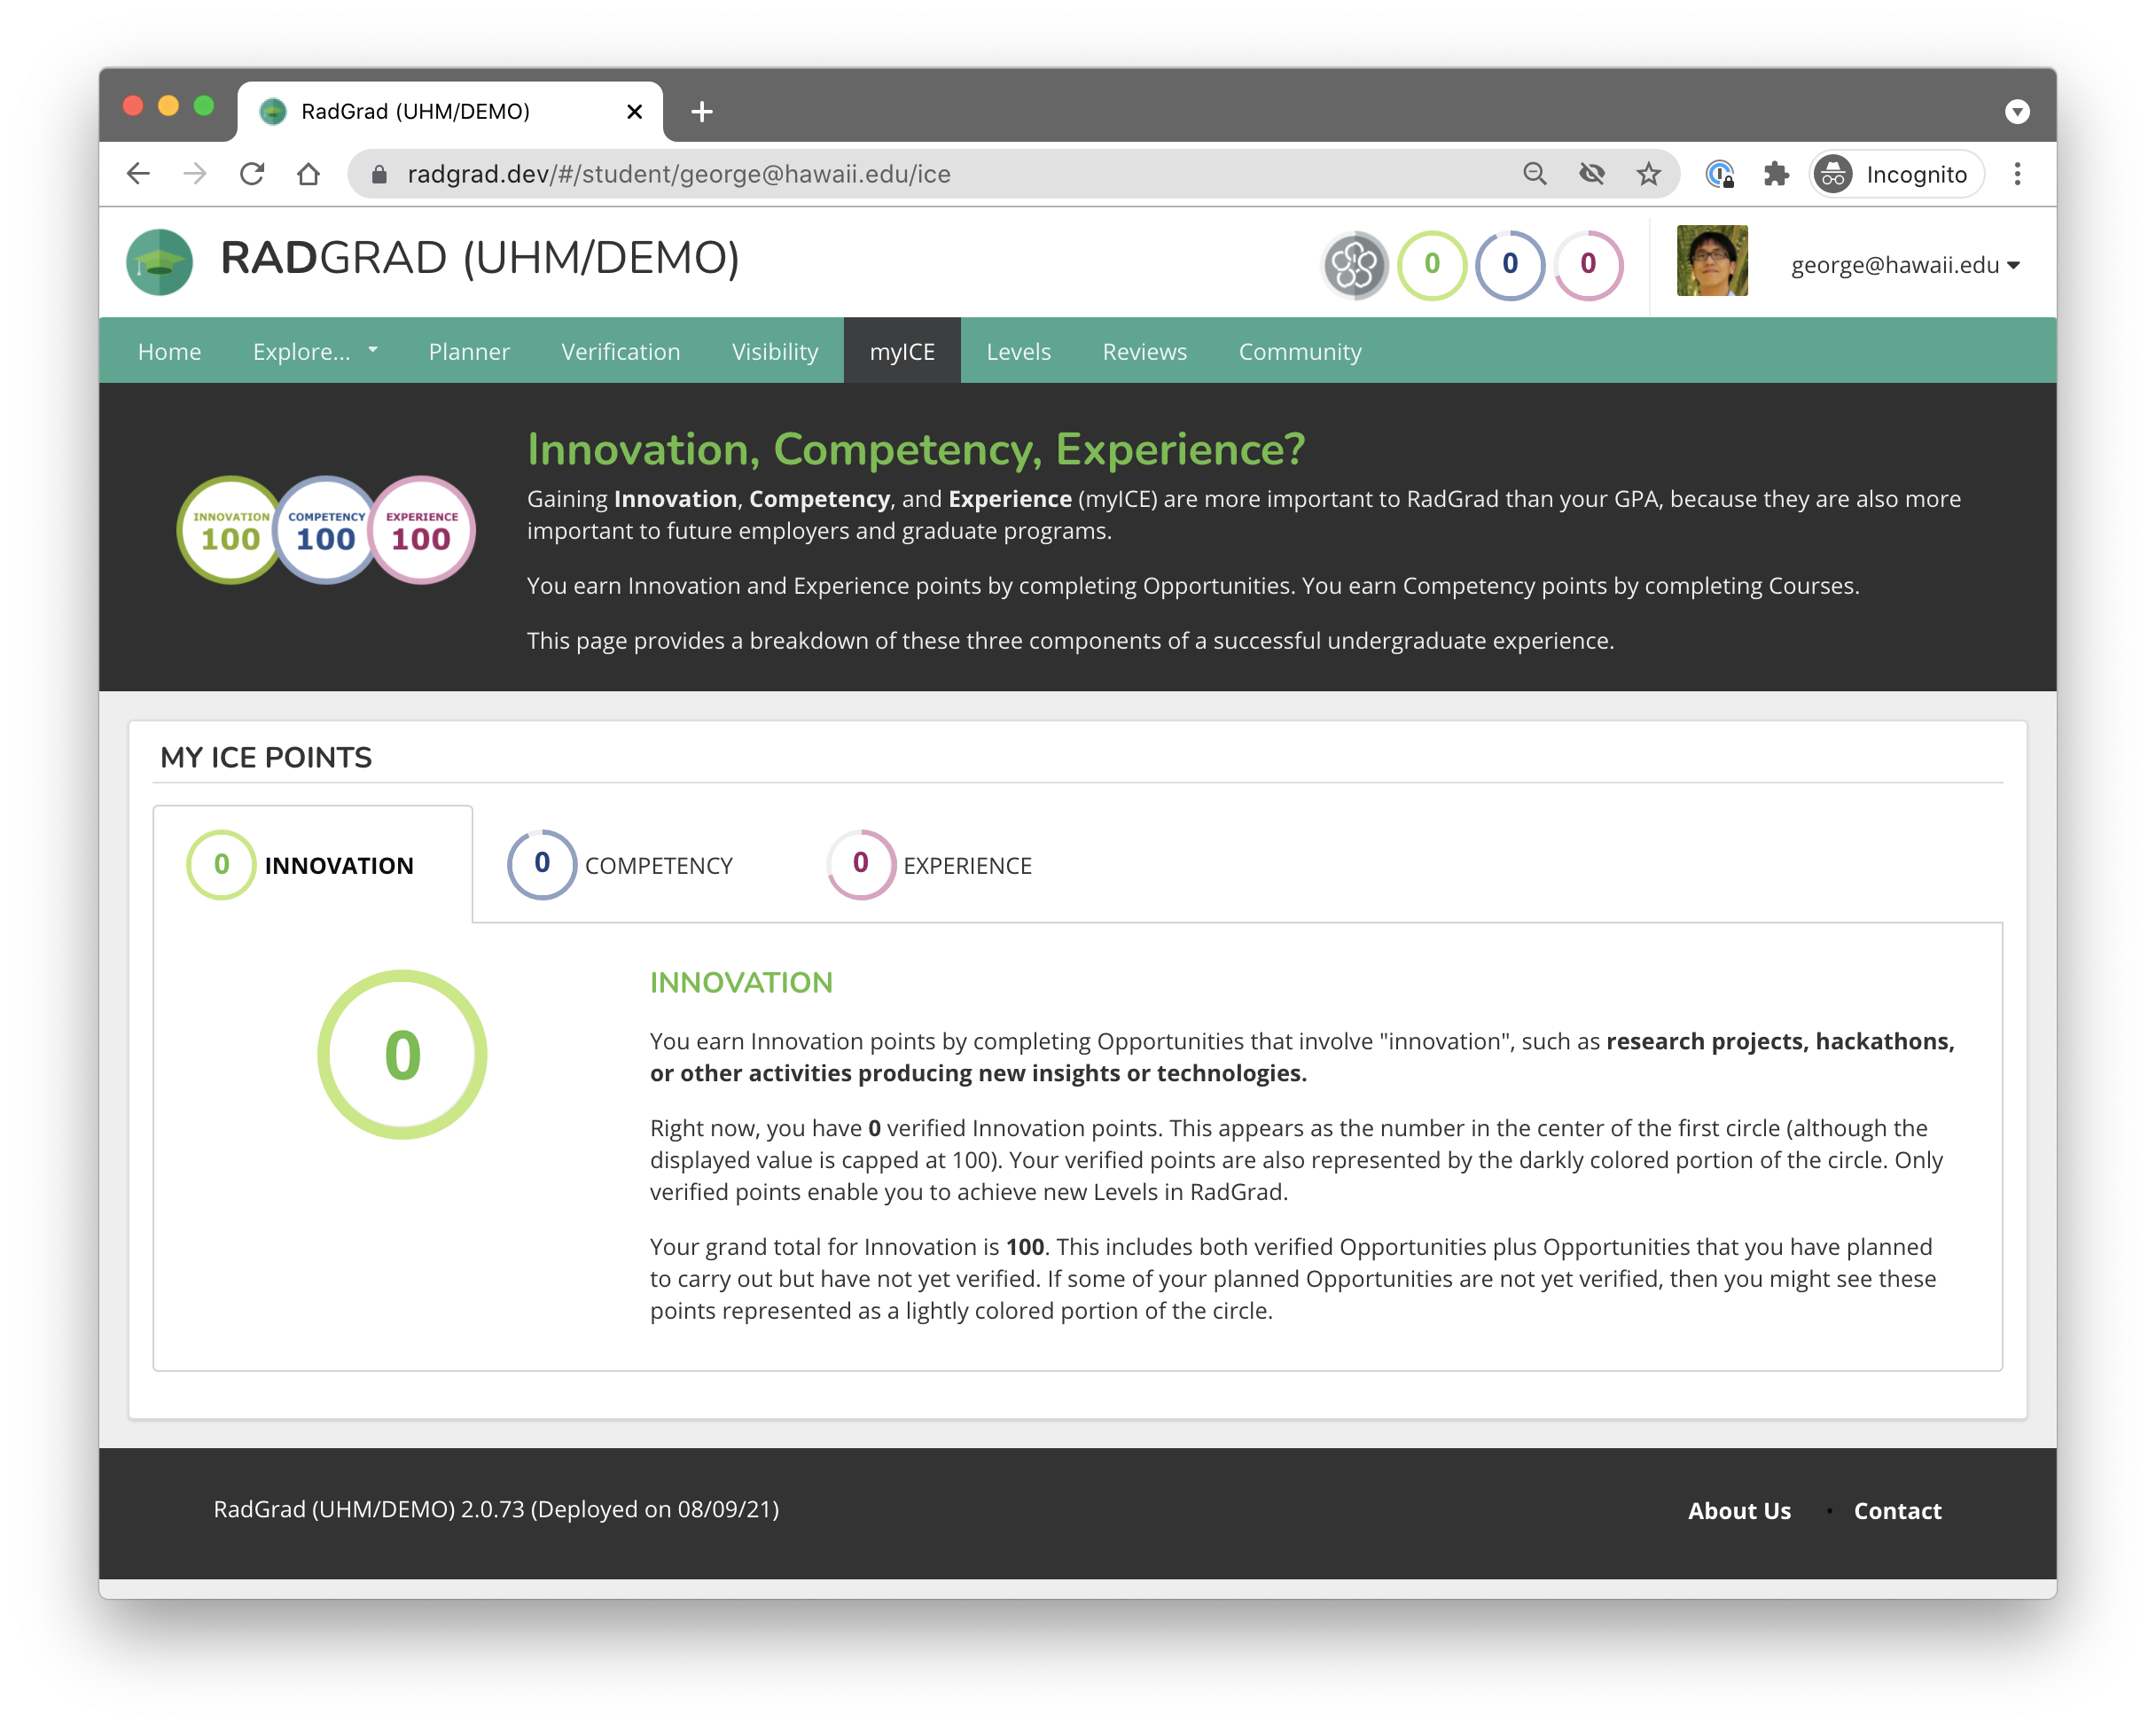 RadGrad (UHM/DEMO)
radgrad.dev/#/student/george@hawaii.edu/ice
Incognito
RADGRAD (UHM/DEMO)
0 0 0
george@hawaii.edu
Home Explore... Planner Verification Visibility myICE Levels Reviews Community
INNOVATION 100
COMPETENCY 100
EXPERIENCE 100
Innovation, Competency, Experience?
Gaining Innovation, Competency, and Experience (myICE) are more important to RadGrad than your GPA, because they are also more
important to future employers and graduate programs.
You earn Innovation and Experience points by completing Opportunities. You earn Competency points by completing Courses.
This page provides a breakdown of these three components of a successful undergraduate experience.
MY ICE POINTS
0 INNOVATION
0 COMPETENCY
0 EXPERIENCE
0
INNOVATION
You earn Innovation points by completing Opportunities that involve "innovation", such as research projects, hackathons,
or other activities producing new insights or technologies.
Right now, you have 0 verified Innovation points. This appears as the number in the center of the first circle (although the
displayed value is capped at 100). Your verified points are also represented by the darkly colored portion of the circle. Only
verified points enable you to achieve new Levels in RadGrad.
Your grand total for Innovation is 100. This includes both verified Opportunities plus Opportunities that you have planned
to carry out but have not yet verified. If some of your planned Opportunities are not yet verified, then you might see these
points represented as a lightly colored portion of the circle.
RadGrad (UHM/DEMO) 2.0.73 (Deployed on 08/09/21)
About Us · Contact